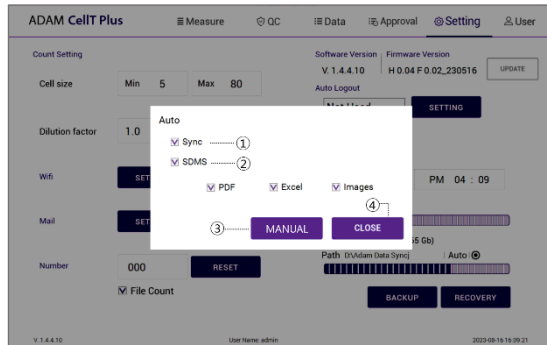 ADAM CellT Plus Measure QC Data Approval Setting User
Count Setting
Software Version Firmware Version
V. 1.4.4.10 H 0.04 F 0.02_230516 UPDATE
Cell size Min 5 Max 80
Auto Logout
SETTING
Dilution factor 1.0
Auto
Sync ①
SDMS ②
PDF Excel Images
④
③ MANUAL CLOSE
Wifi SET
PM 04 : 09
Mail SET
Gb)
Path D:\Adam Data Syncj Auto
Number 000 RESET
File Count
BACKUP RECOVERY
V. 1.4.4.10 User Name: admin 2023-08-16 16:09:21